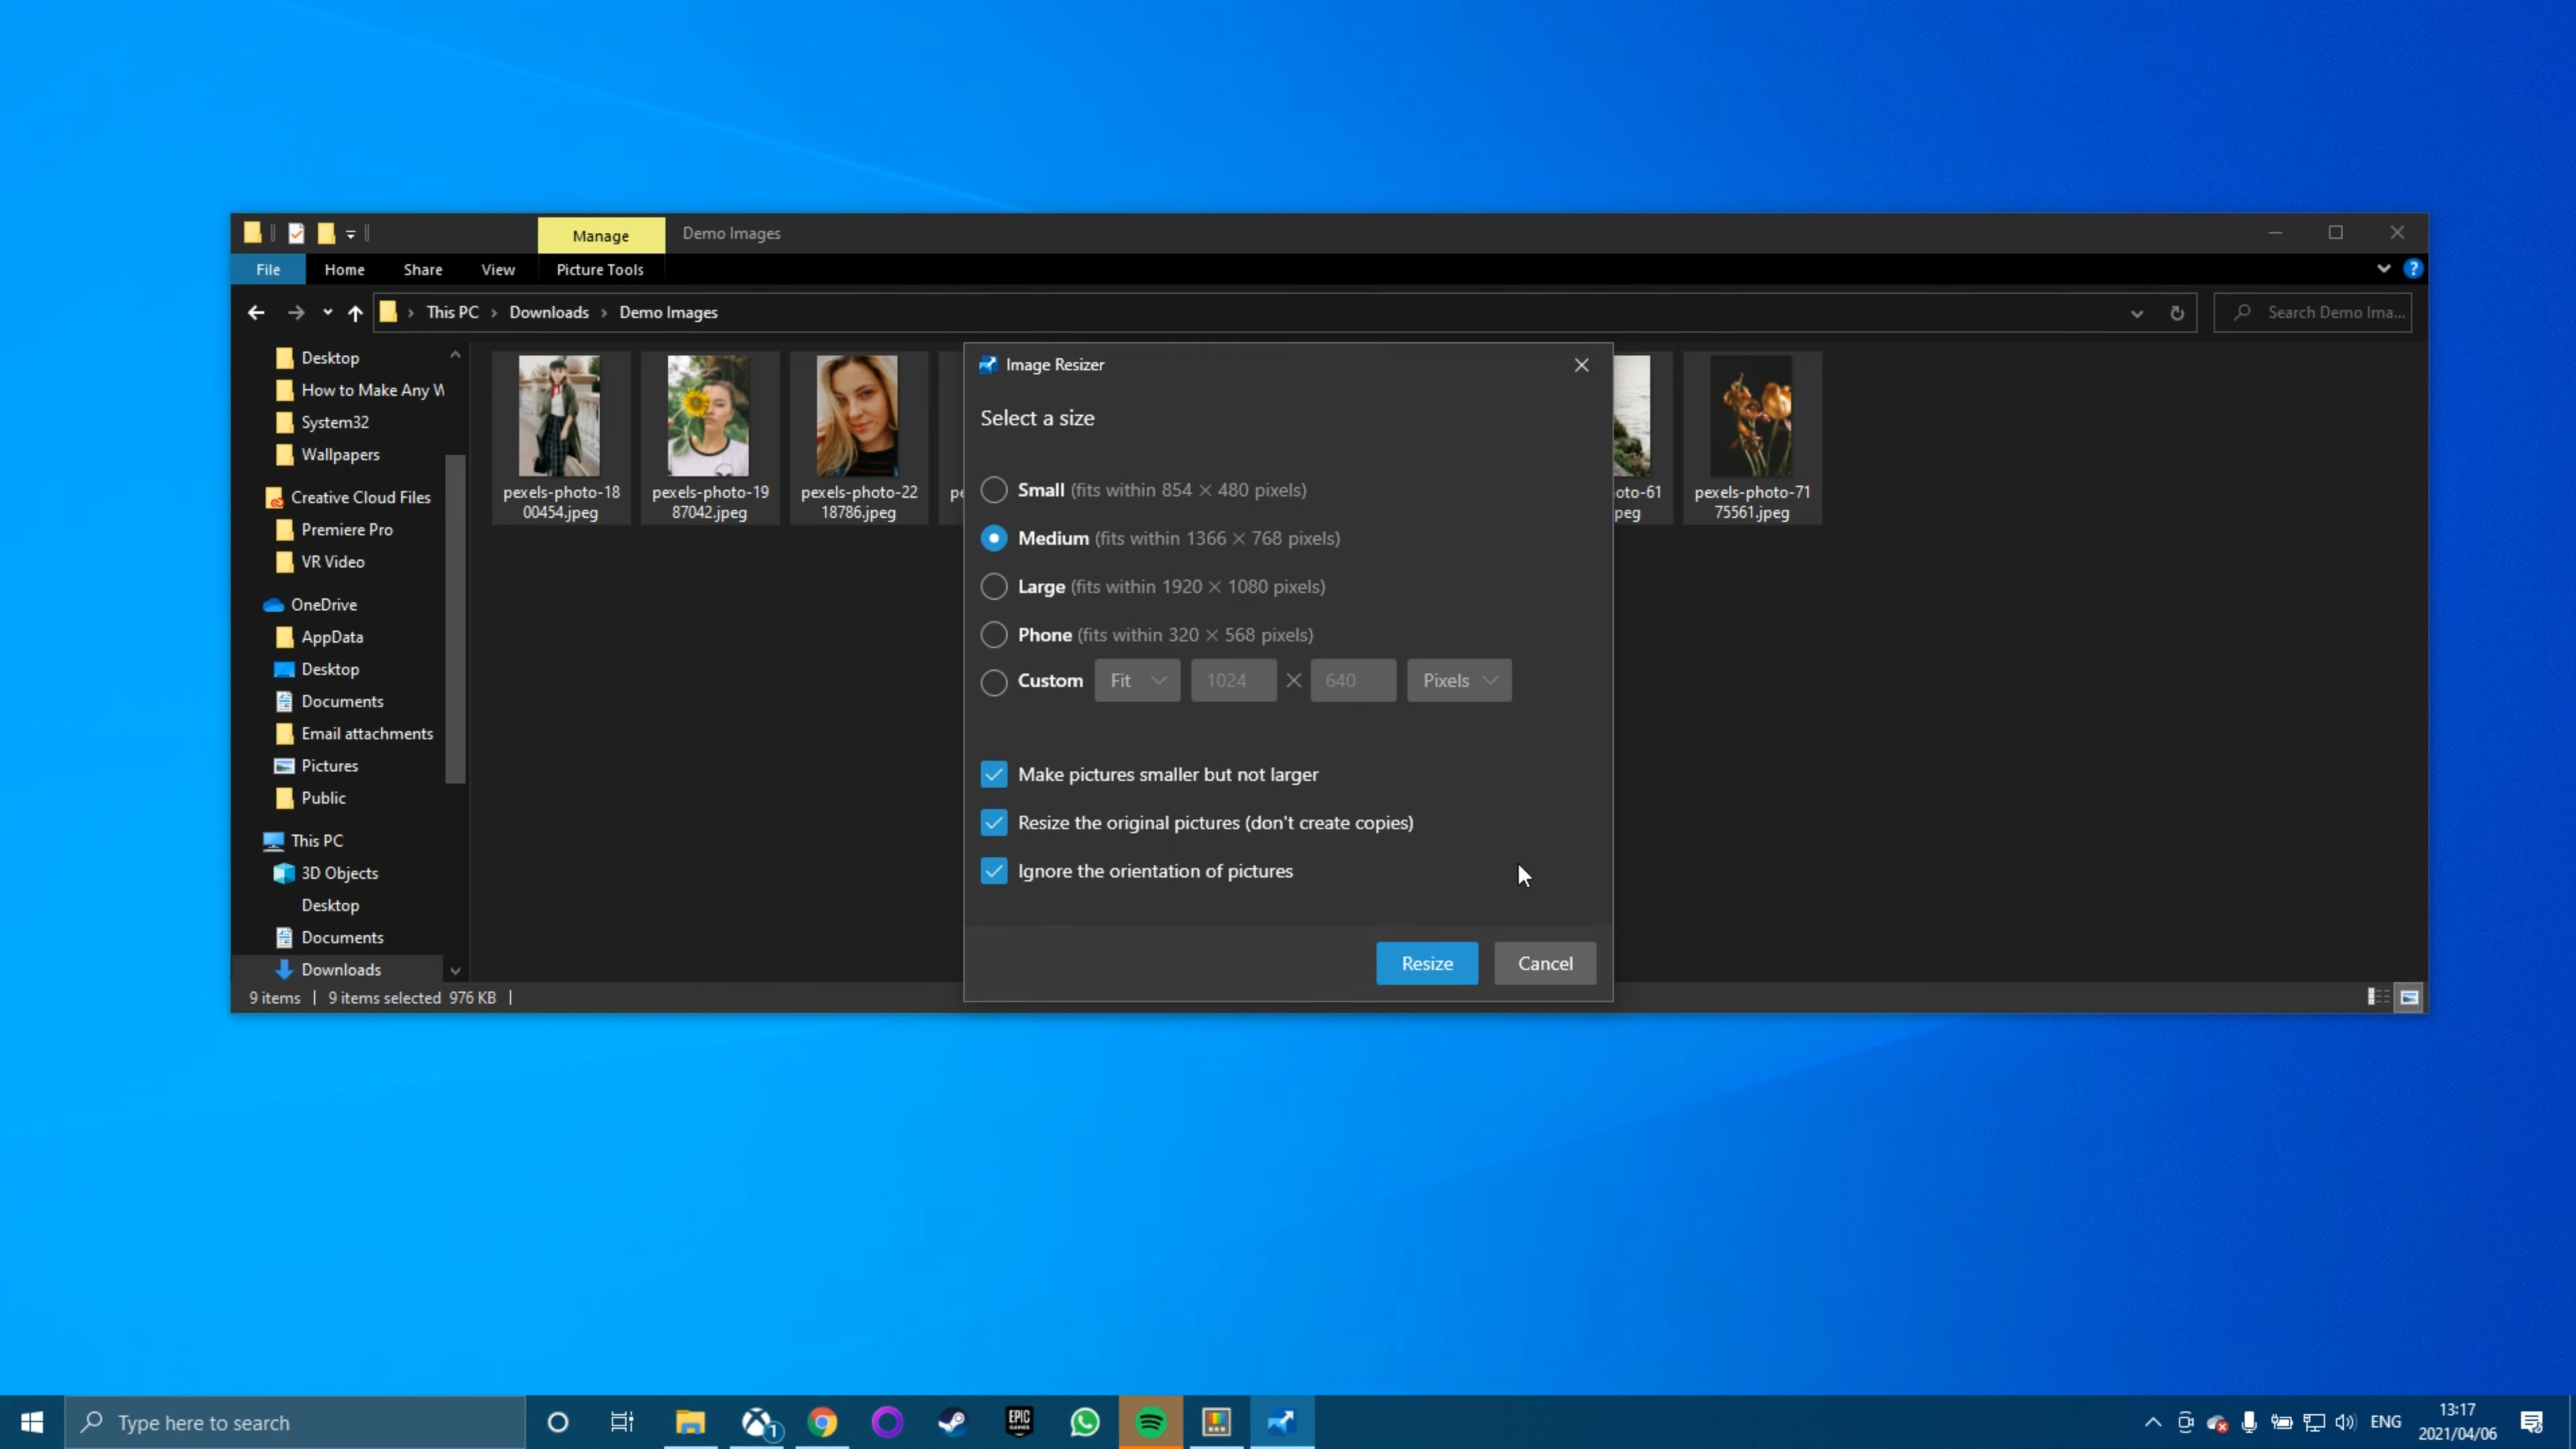 Manage
Demo Images
File
Home
Share
View
Picture Tools
This PC
Downloads
Demo Images
Search Demo Ima...
Desktop
How to Make Any W
System32
Wallpapers
Creative Cloud Files
Premiere Pro
VR Video
OneDrive
AppData
Desktop
Documents
Email attachments
Pictures
Public
This PC
3D Objects
Desktop
Documents
Downloads
pexels-photo-18
00454.jpeg
pexels-photo-19
87042.jpeg
pexels-photo-22
18786.jpeg
pe
oto-61
peg
pexels-photo-71
75561.jpeg
Image Resizer
Select a size
Small (fits within 854 × 480 pixels)
Medium (fits within 1366 × 768 pixels)
Large (fits within 1920 × 1080 pixels)
Phone (fits within 320 × 568 pixels)
Custom Fit 1024 × 640 Pixels
Make pictures smaller but not larger
Resize the original pictures (don't create copies)
Ignore the orientation of pictures
Resize
Cancel
9 items
9 items selected 976 KB
Type here to search
1
EPIC
GAMES
ENG
13:17
2021/04/06